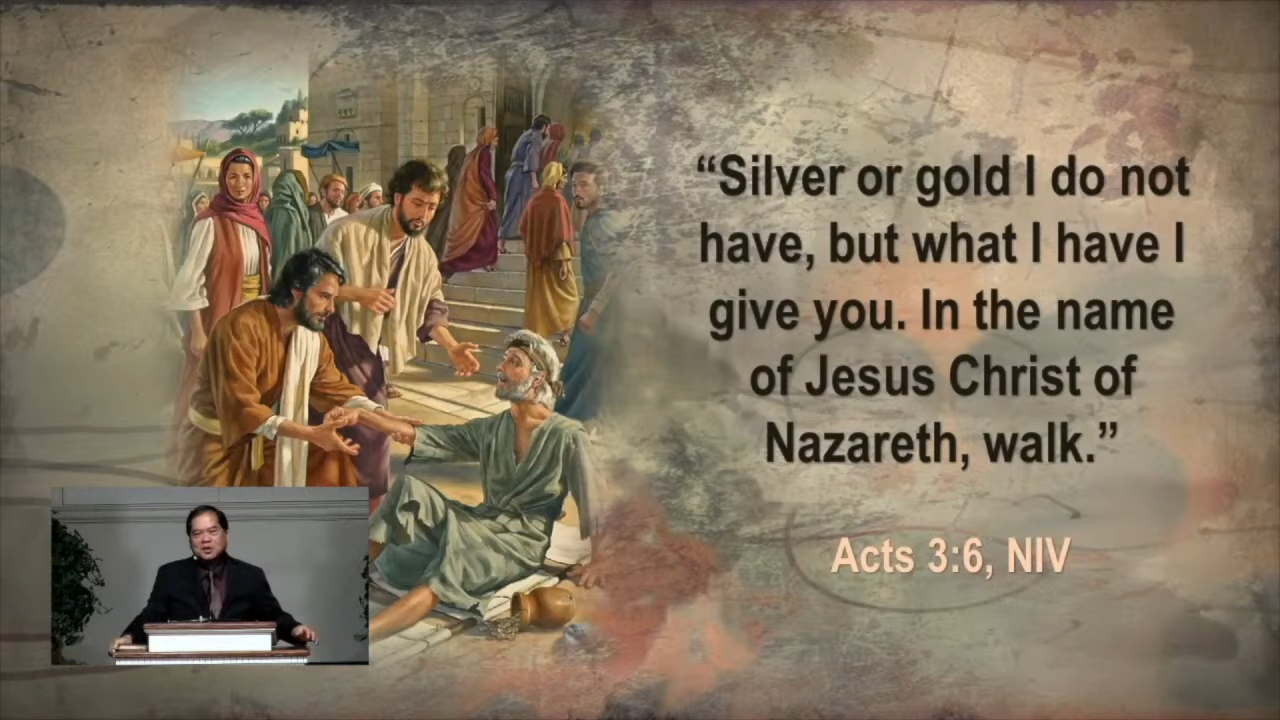 “Silver or gold I do not
have, but what I have I
give you. In the name
of Jesus Christ of
Nazareth, walk.”
Acts 3:6, NIV